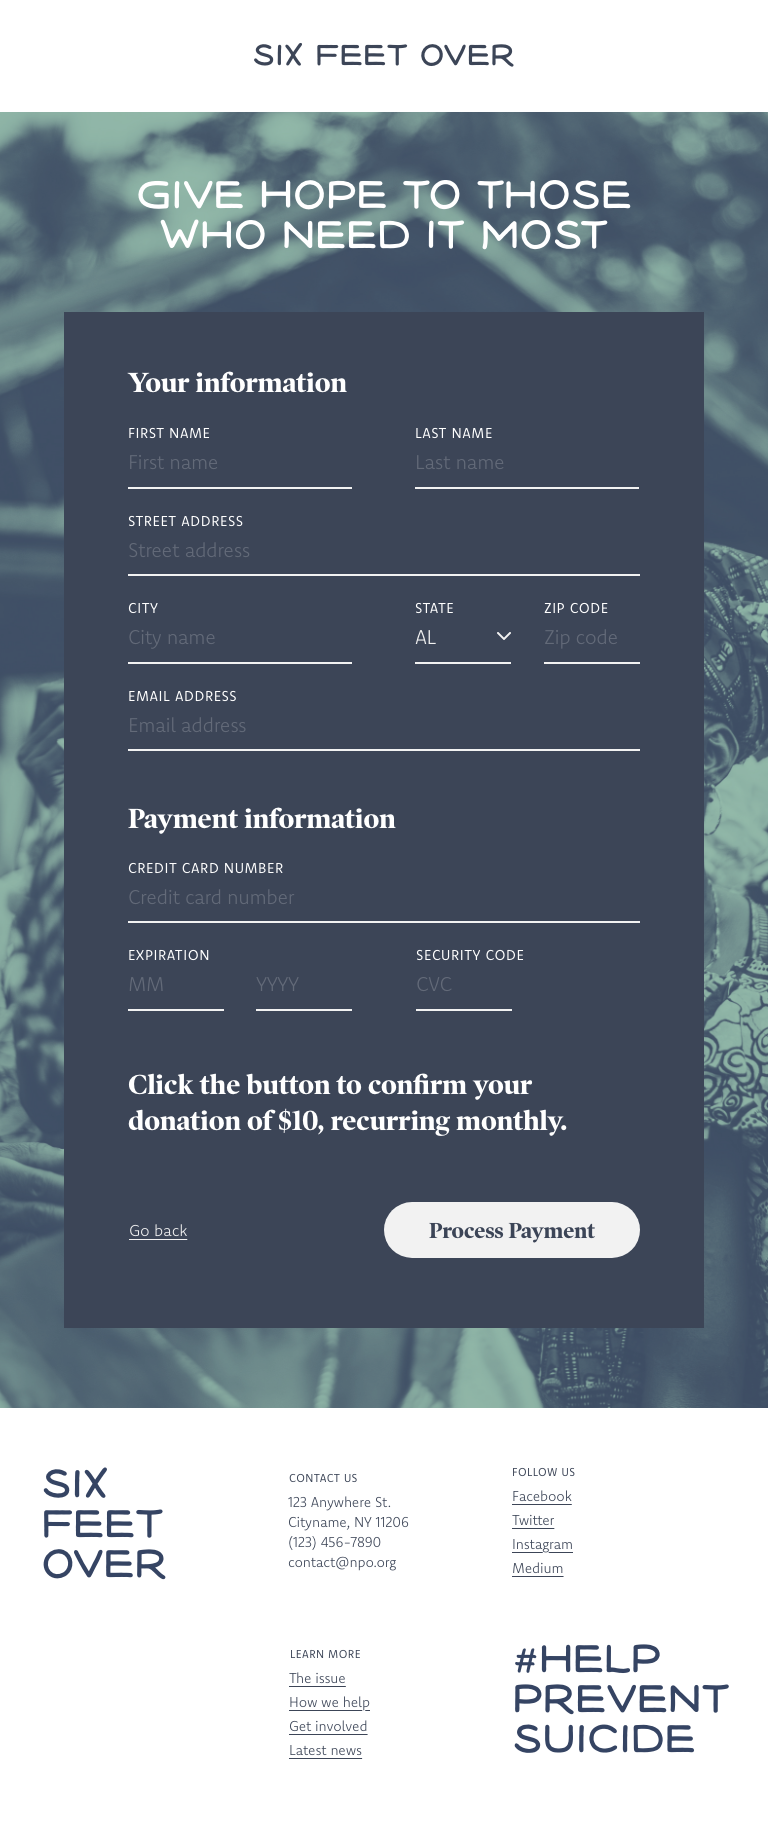 SIX FEET OVER
GIVE HOPE TO THOSE
WHO NEED IT MOST
Your information
FIRST NAME
First name
LAST NAME
Last name
STREET ADDRESS
Street address
CITY
City name
STATE
AL
ZIP CODE
Zip code
EMAIL ADDRESS
Email address
Payment information
CREDIT CARD NUMBER
Credit card number
EXPIRATION
MM
YYYY
SECURITY CODE
CVC
Click the button to confirm your
donation of $10, recurring monthly.
Go back
Process Payment
SIX
FEET
OVER
CONTACT US
123 Anywhere St.
Cityname, NY 11206
(123) 456-7890
contact@npo.org
FOLLOW US
Facebook
Twitter
Instagram
Medium
LEARN MORE
The issue
How we help
Get involved
Latest news
#HELP
PREVENT
SUICIDE